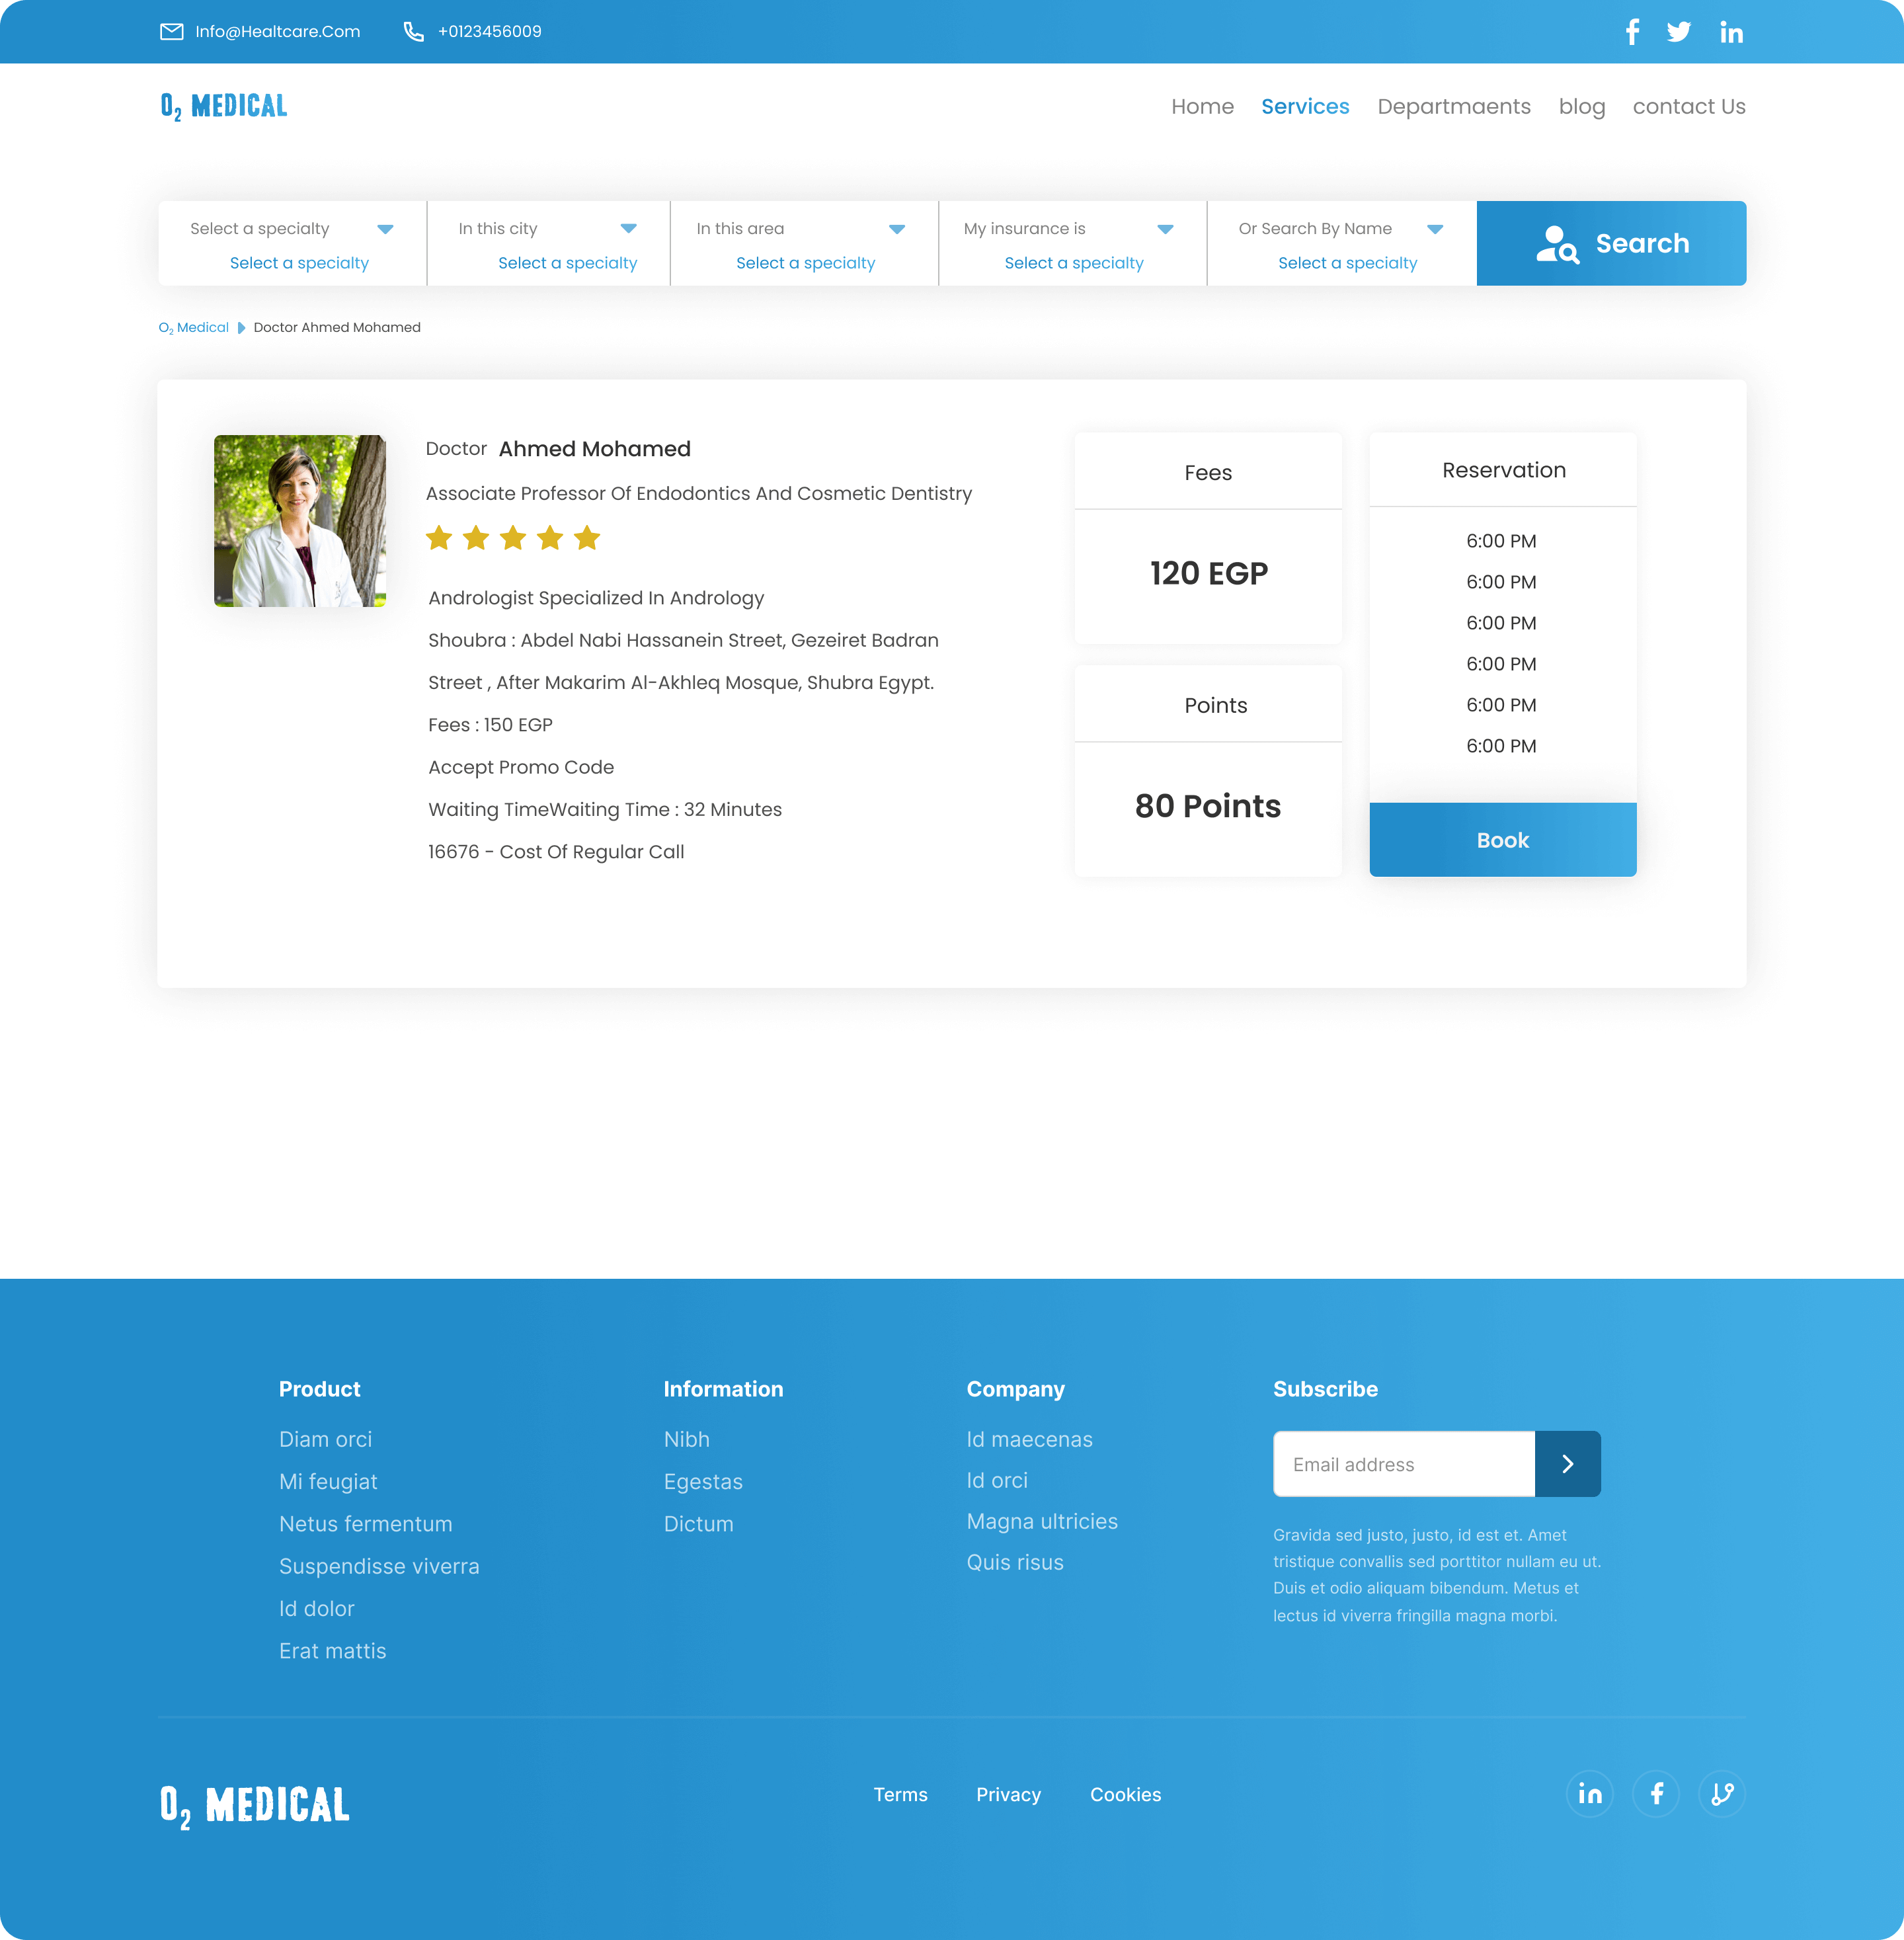 Info@Healtcare.Com +0123456009
O₂ MEDICAL
Home Services Departmaents blog contact Us
Select a specialty In this city In this area My insurance is Or Search By Name
Select a specialty Select a specialty Select a specialty Select a specialty Select a specialty
Search
O₂ Medical Doctor Ahmed Mohamed
Doctor Ahmed Mohamed
Associate Professor Of Endodontics And Cosmetic Dentistry
Andrologist Specialized In Andrology
Shoubra : Abdel Nabi Hassanein Street, Gezeiret Badran
Street , After Makarim Al-Akhleq Mosque, Shubra Egypt.
Fees : 150 EGP
Accept Promo Code
Waiting TimeWaiting Time : 32 Minutes
16676 - Cost Of Regular Call
Fees
120 EGP
Points
80 Points
Reservation
6:00 PM
6:00 PM
6:00 PM
6:00 PM
6:00 PM
6:00 PM
Book
Product
Diam orci
Mi feugiat
Netus fermentum
Suspendisse viverra
Id dolor
Erat mattis
Information
Nibh
Egestas
Dictum
Company
Id maecenas
Id orci
Magna ultricies
Quis risus
Subscribe
Email address
Gravida sed justo, justo, id est et. Amet
tristique convallis sed porttitor nullam eu ut.
Duis et odio aliquam bibendum. Metus et
lectus id viverra fringilla magna morbi.
O₂ MEDICAL
Terms Privacy Cookies